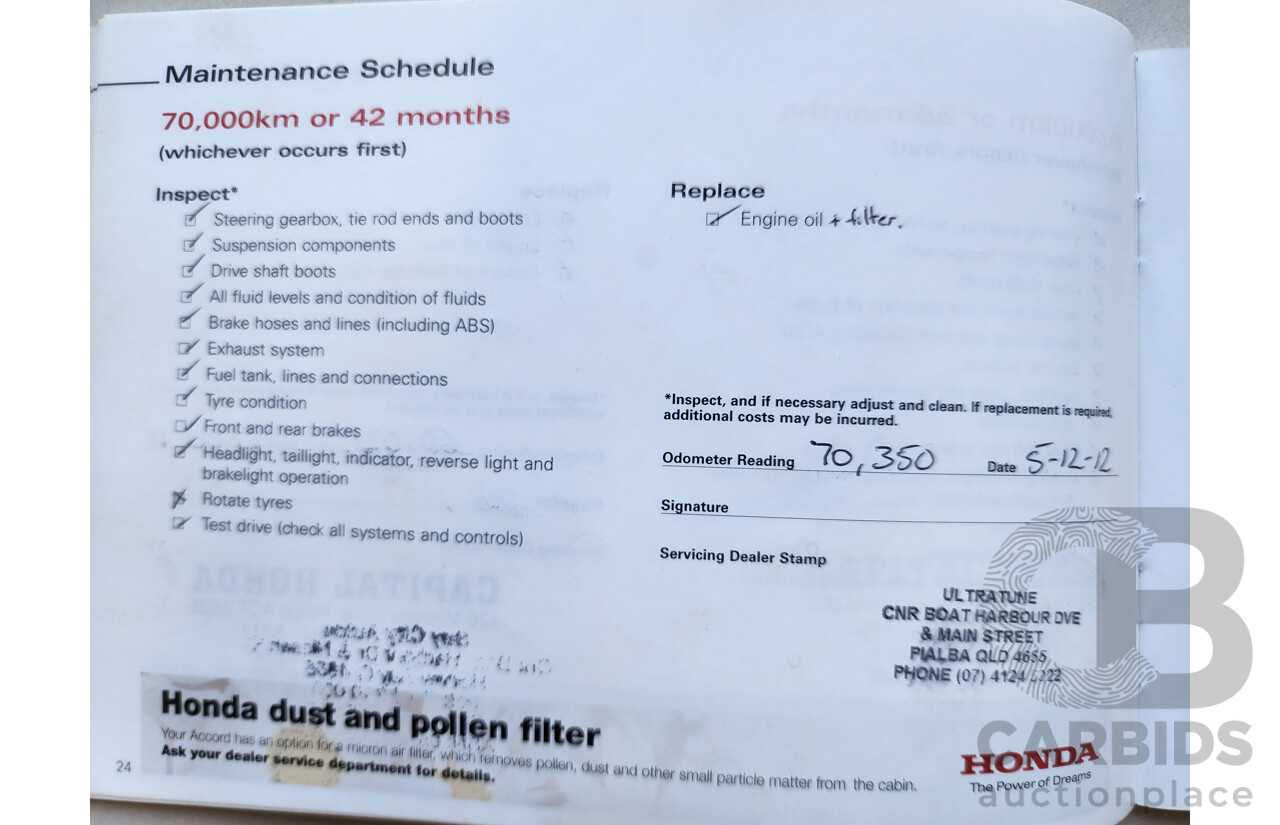 Maintenance Schedule
70,000km or 42 months
(whichever occurs first)
Inspect*
Steering gearbox, tie rod ends and boots
Suspension components
Drive shaft boots
All fluid levels and condition of fluids
Brake hoses and lines (including ABS)
Exhaust system
Fuel tank, lines and connections
Tyre condition
Front and rear brakes
Headlight, taillight, indicator, reverse light and
brakelight operation
Rotate tyres
Test drive (check all systems and controls)
Replace
Engine oil + filter.
*Inspect, and if necessary adjust and clean. If replacement is required,
additional costs may be incurred.
Odometer Reading 70,350 Date 5-12-12
Signature
Servicing Dealer Stamp
ULTRATUNE
CNR BOAT HARBOUR DVE
& MAIN STREET
PIALBA QLD 4655
PHONE (07) 4124 222
CAPITAL HONDA
Honda dust and pollen filter
Your Accord has an option for a micron air filter, which removes pollen, dust and other small particle matter from the cabin.
Ask your dealer service department for details.
24
HONDA
The Power of Dreams
CARBIDS
auctionplace